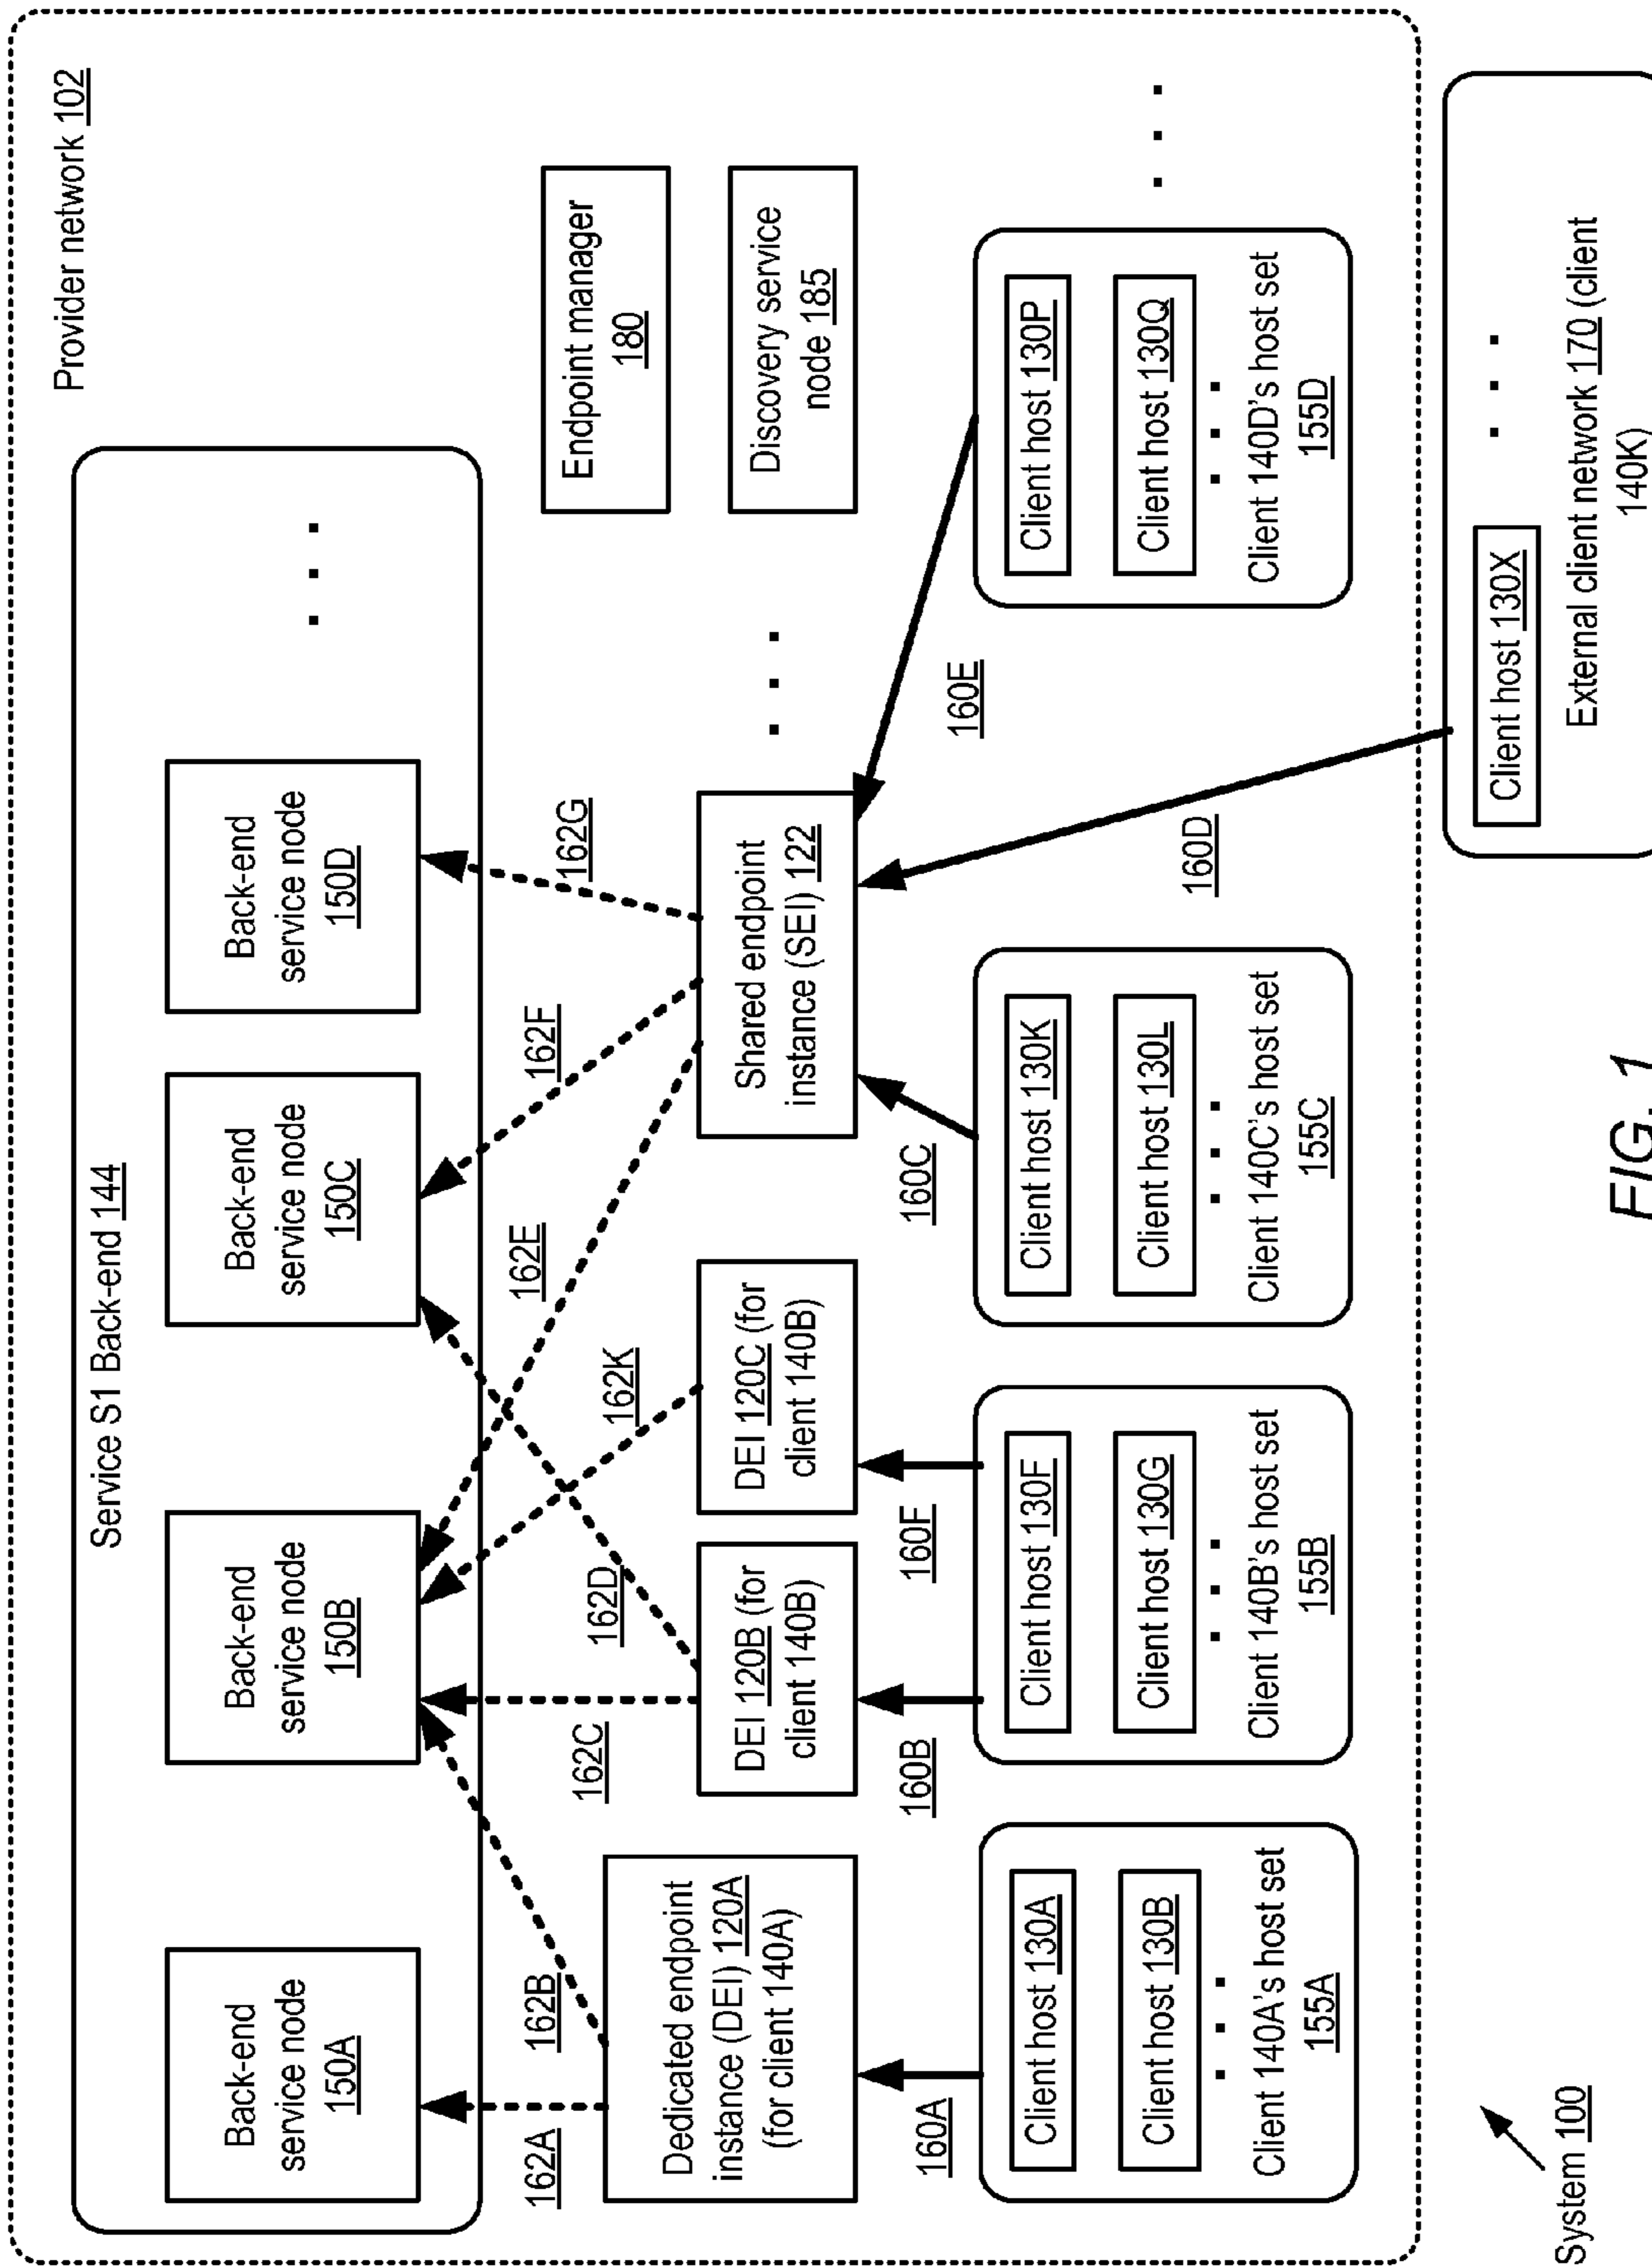 Provider network 102
Service S1 Back-end 144
Back-end
service node
150A
Back-end
service node
150B
Back-end
service node
150C
Back-end
service node
150D
. . .
162A
162B
162C
162D
162K
162E
162F
162G
Endpoint manager
180
Dedicated endpoint
instance (DEI) 120A
(for client 140A)
DEI 120B (for
client 140B)
DEI 120C (for
client 140B)
Shared endpoint
instance (SEI) 122
. . .
Discovery service
node 185
160A
160B
160F
160C
160D
160E
Client host 130A
Client host 130B
. . .
Client 140A's host set
155A
Client host 130F
Client host 130G
. . .
Client 140B's host set
155B
Client host 130K
Client host 130L
. . .
Client 140C's host set
155C
Client host 130P
Client host 130Q
. . .
Client 140D's host set
155D
. . .
Client host 130X
. . .
External client network 170 (client
140K)
System 100
FIG. 1